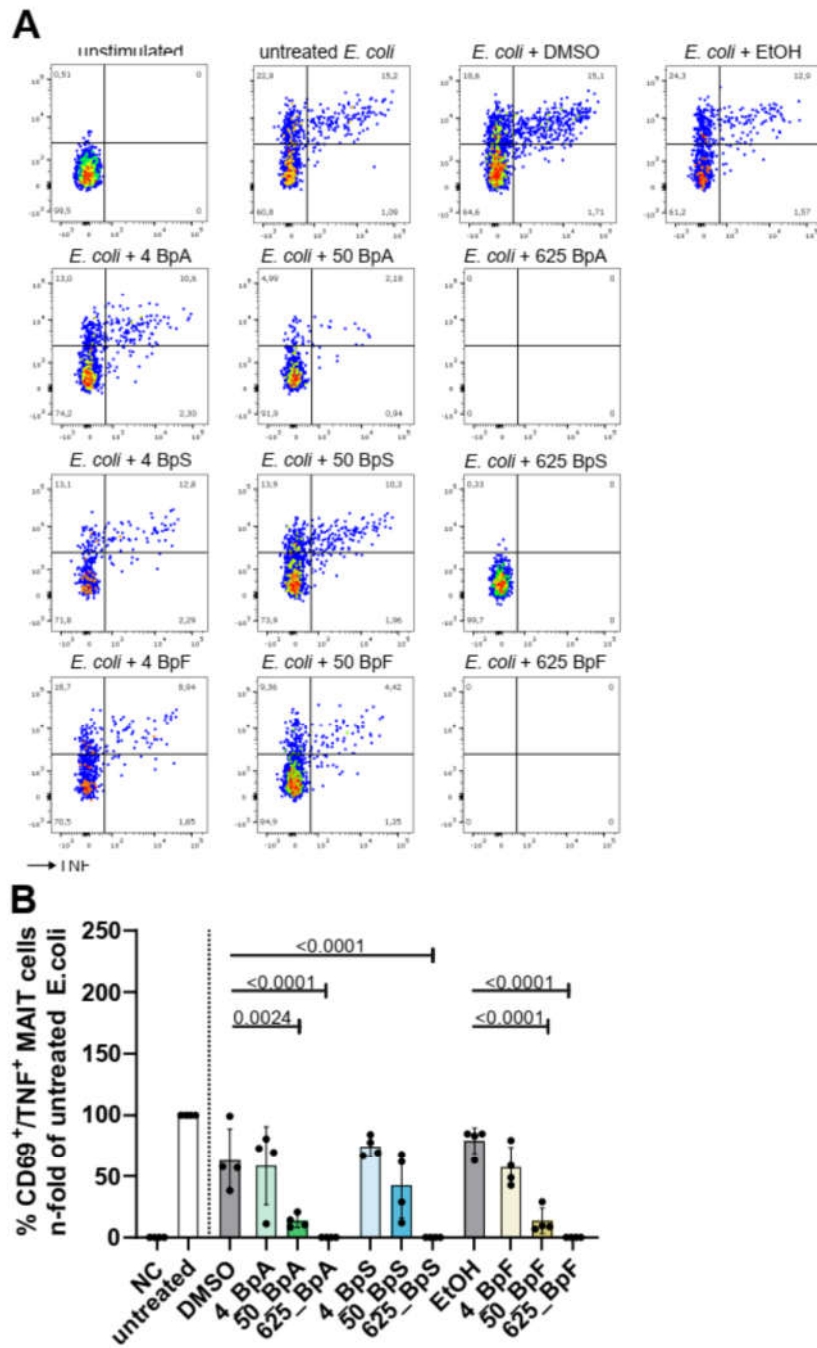 A
unstimulated
untreated E. coli
E. coli + DMSO
E. coli + EtOH
0,51 0
22,9 15,2
15,1
24,3 12,9
99,5 0
60,8 1,09
64,6 1,71
61,2 1,57
E. coli + 4 BpA
E. coli + 50 BpA
E. coli + 625 BpA
13,0
4,99 2,18
0 0
74,2 2,30
91,9 0,94
0 0
E. coli + 4 BpS
E. coli + 50 BpS
E. coli + 625 BpS
13,1 12,8
13,9 10,3
0,33 0
71,8 2,29
73,9 1,96
99,7 0
E. coli + 4 BpF
E. coli + 50 BpF
E. coli + 625 BpF
18,7 8,94
9,36 4,42
0 0
70,5 1,85
84,9 1,35
0 0
B
% CD69+/TNF+ MAIT cells
n-fold of untreated E.coli
250
200
150
100
50
0
<0.0001
<0.0001
0.0024
<0.0001
<0.0001
NC
untreated
DMSO
4_BpA
50_BpA
625_BpA
4_BpS
50_BpS
625_BpS
EtOH
4_BpF
50_BpF
625_BpF